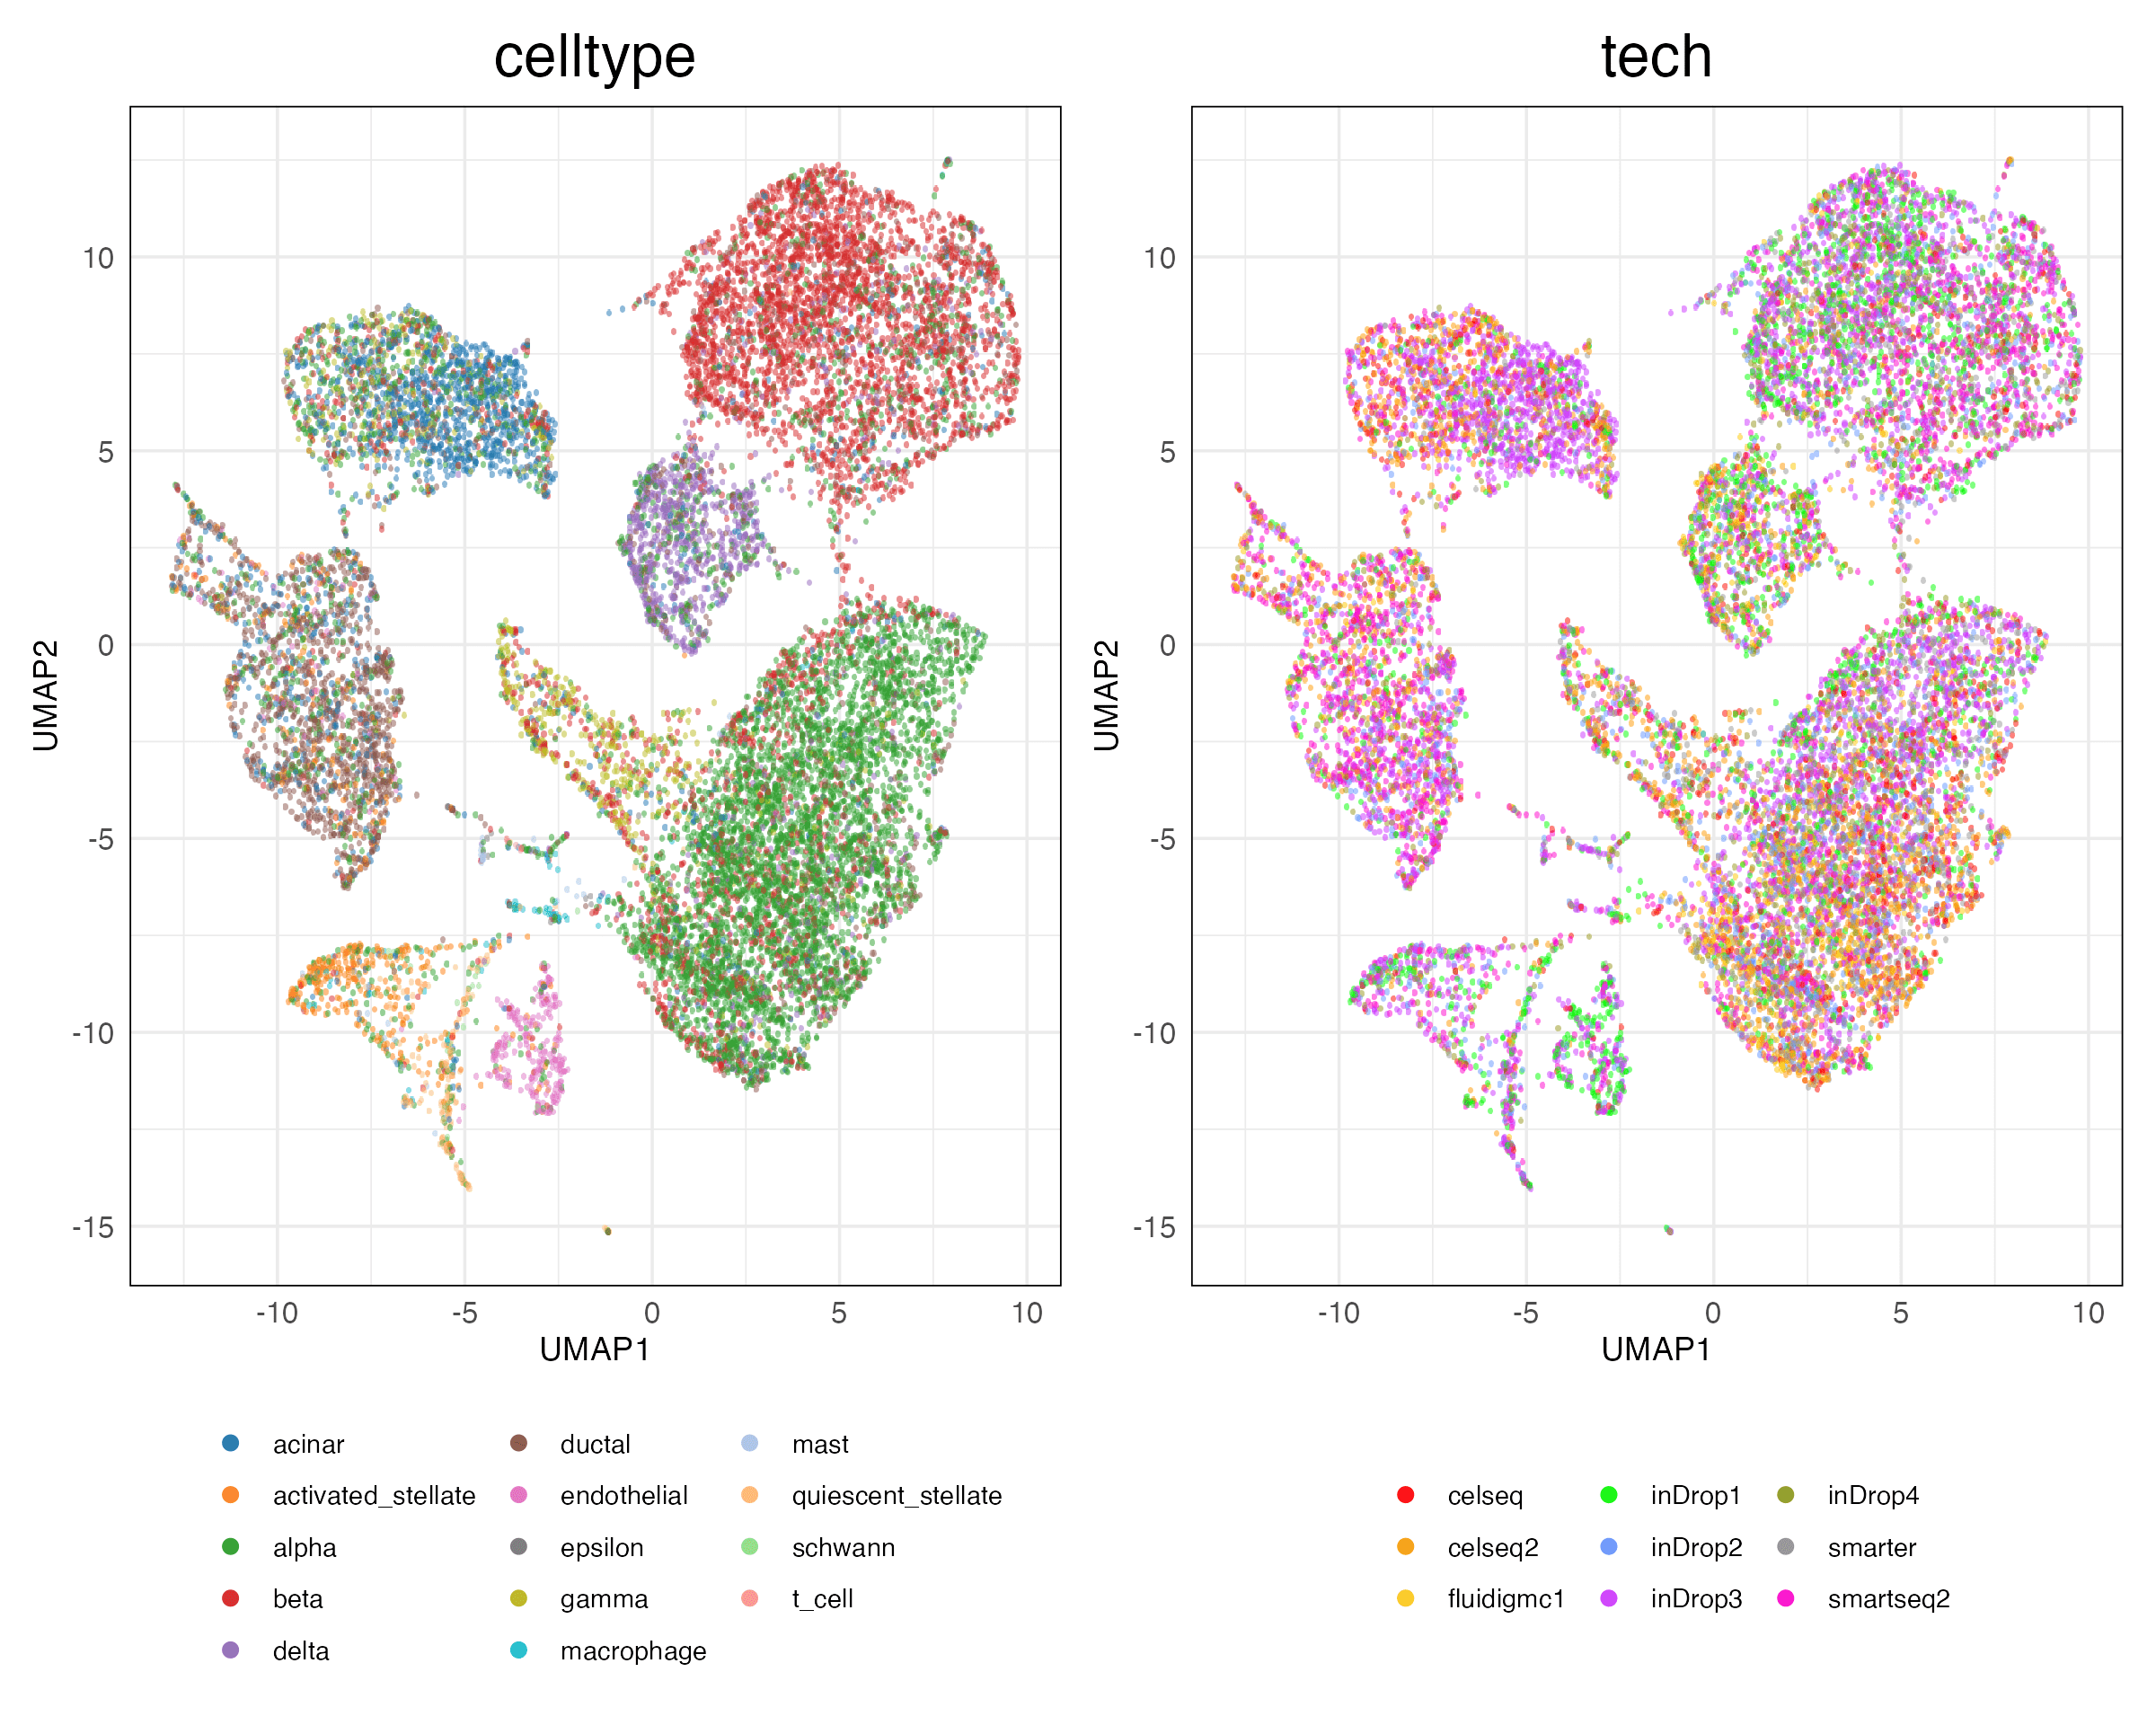 celltype
tech
10
5
0
-5
-10
-15
UMAP2
-10 -5 0 5 10
UMAP1
10
5
0
-5
-10
-15
UMAP2
-10 -5 0 5 10
UMAP1
acinar ductal mast
activated_stellate endothelial quiescent_stellate
alpha epsilon schwann
beta gamma t_cell
delta macrophage
celseq inDrop1 inDrop4
celseq2 inDrop2 smarter
fluidigmc1 inDrop3 smartseq2